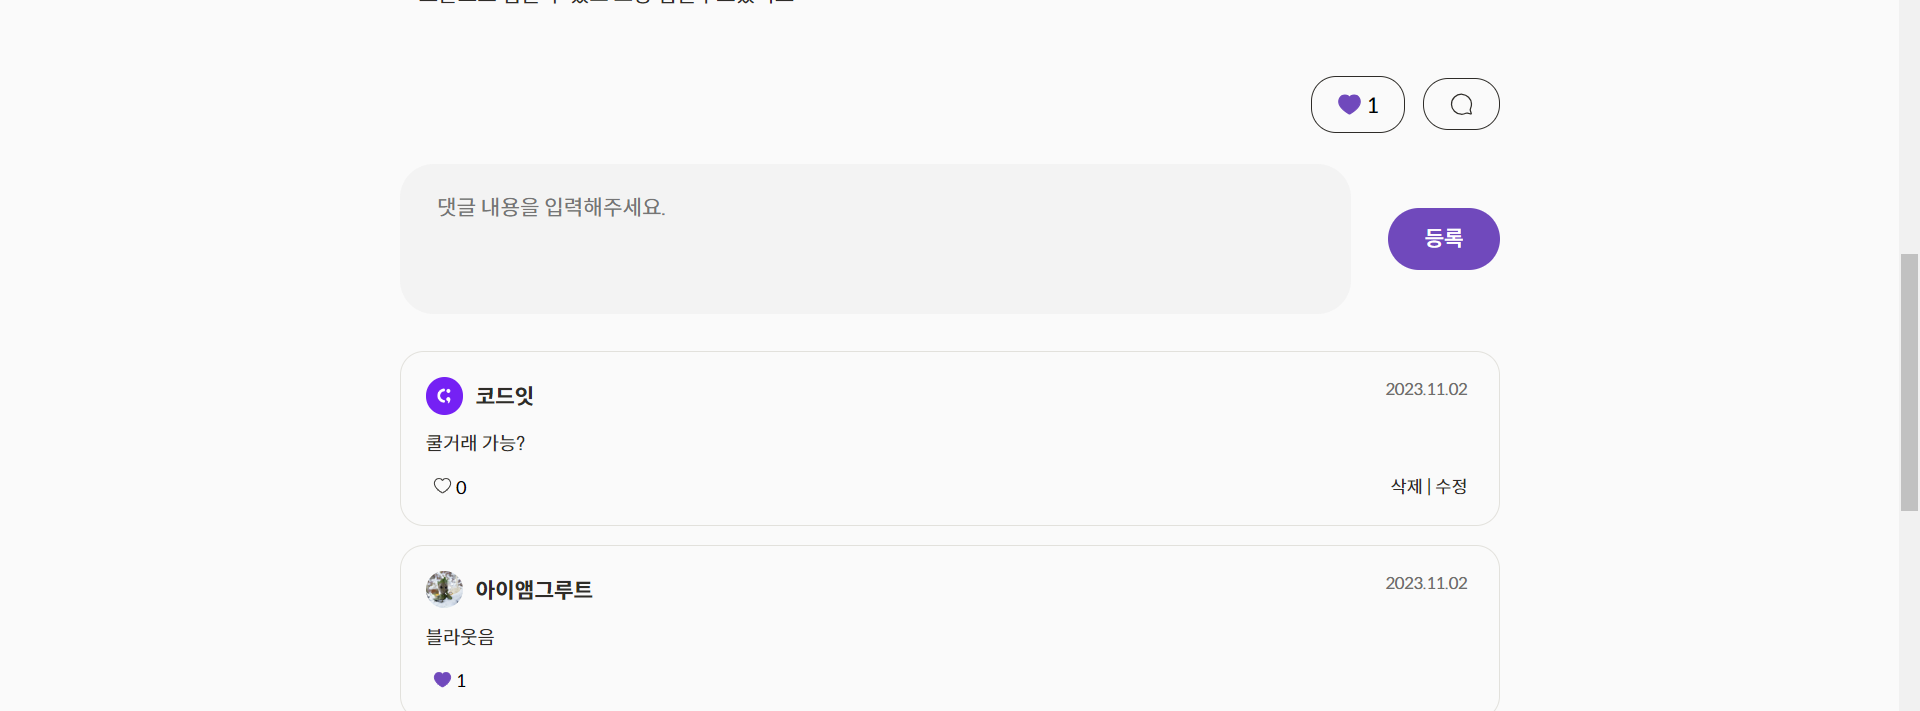 1
댓글 내용을 입력해주세요.
등록
코드잇
2023.11.02
쿨거래 가능?
0
삭제 | 수정
아이앰그루트
2023.11.02
블라웃음
1